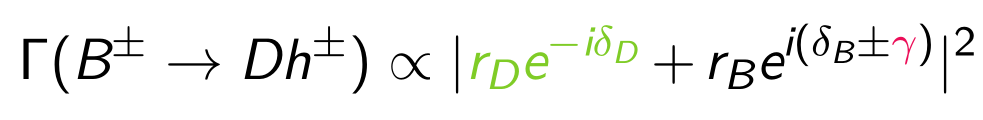 Γ(B^± → Dh^±) ∝ |r_D e^{−iδ_D} + r_B e^{i(δ_B±γ)}|^2